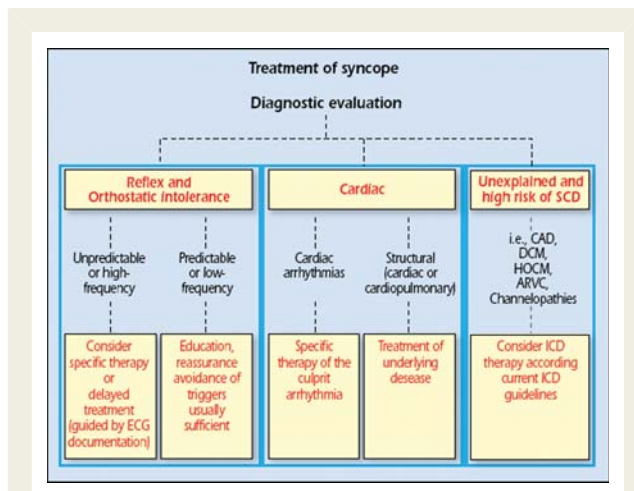 Treatment of syncope
Diagnostic evaluation
Reflex and
Orthostatic intolerance
Cardiac
Unexplained and
high risk of SCD
Unpredictable
or high-
frequency
Predictable
or low-
frequency
Cardiac
arrhythmias
Structural
(cardiac or
cardiopulmonary)
i.e., CAD,
DCM,
HOCM,
ARVC,
Channelopathies
Consider
specific therapy
or
delayed
treatment
(guided by ECG
documentation)
Education,
reassurance
avoidance of
triggers
usually
sufficient
Specific
therapy of the
culprit
arrhythmia
Treatment of
underlying
desease
Consider ICD
therapy according
current ICD
guidelines